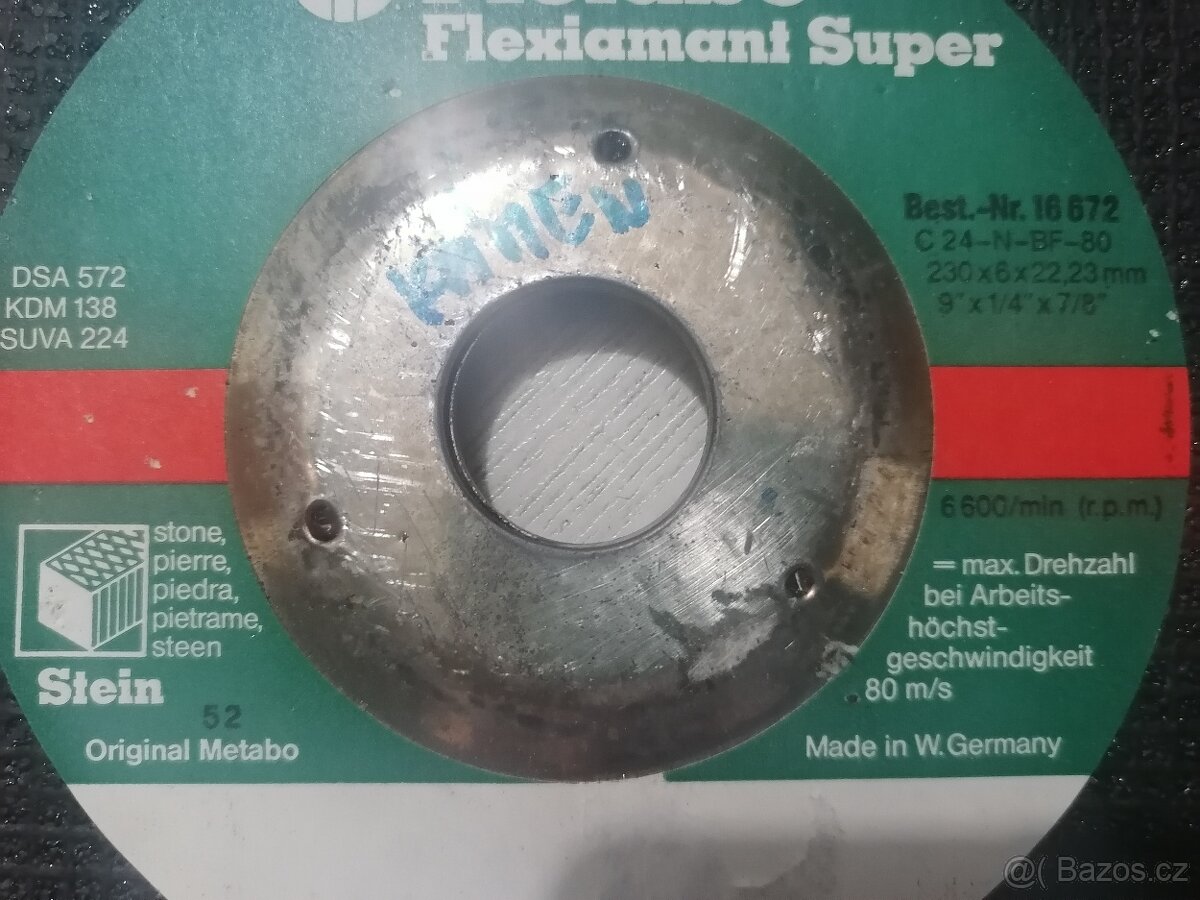 Metabo
Flexiamant Super
KAMEN
Best.-Nr. 16 672
C 24-N-BF-80
230 x 6 x 22,23 mm
9" x 1/4" x 7/8"
DSA 572
KDM 138
SUVA 224
6 600/min (r.p.m.)
= max. Drehzahl
bei Arbeits-
höchst-
geschwindigkeit
80 m/s
stone,
pierre,
piedra,
pietrame,
steen
Stein
52
Original Metabo
Made in W. Germany
@( Bazos.cz